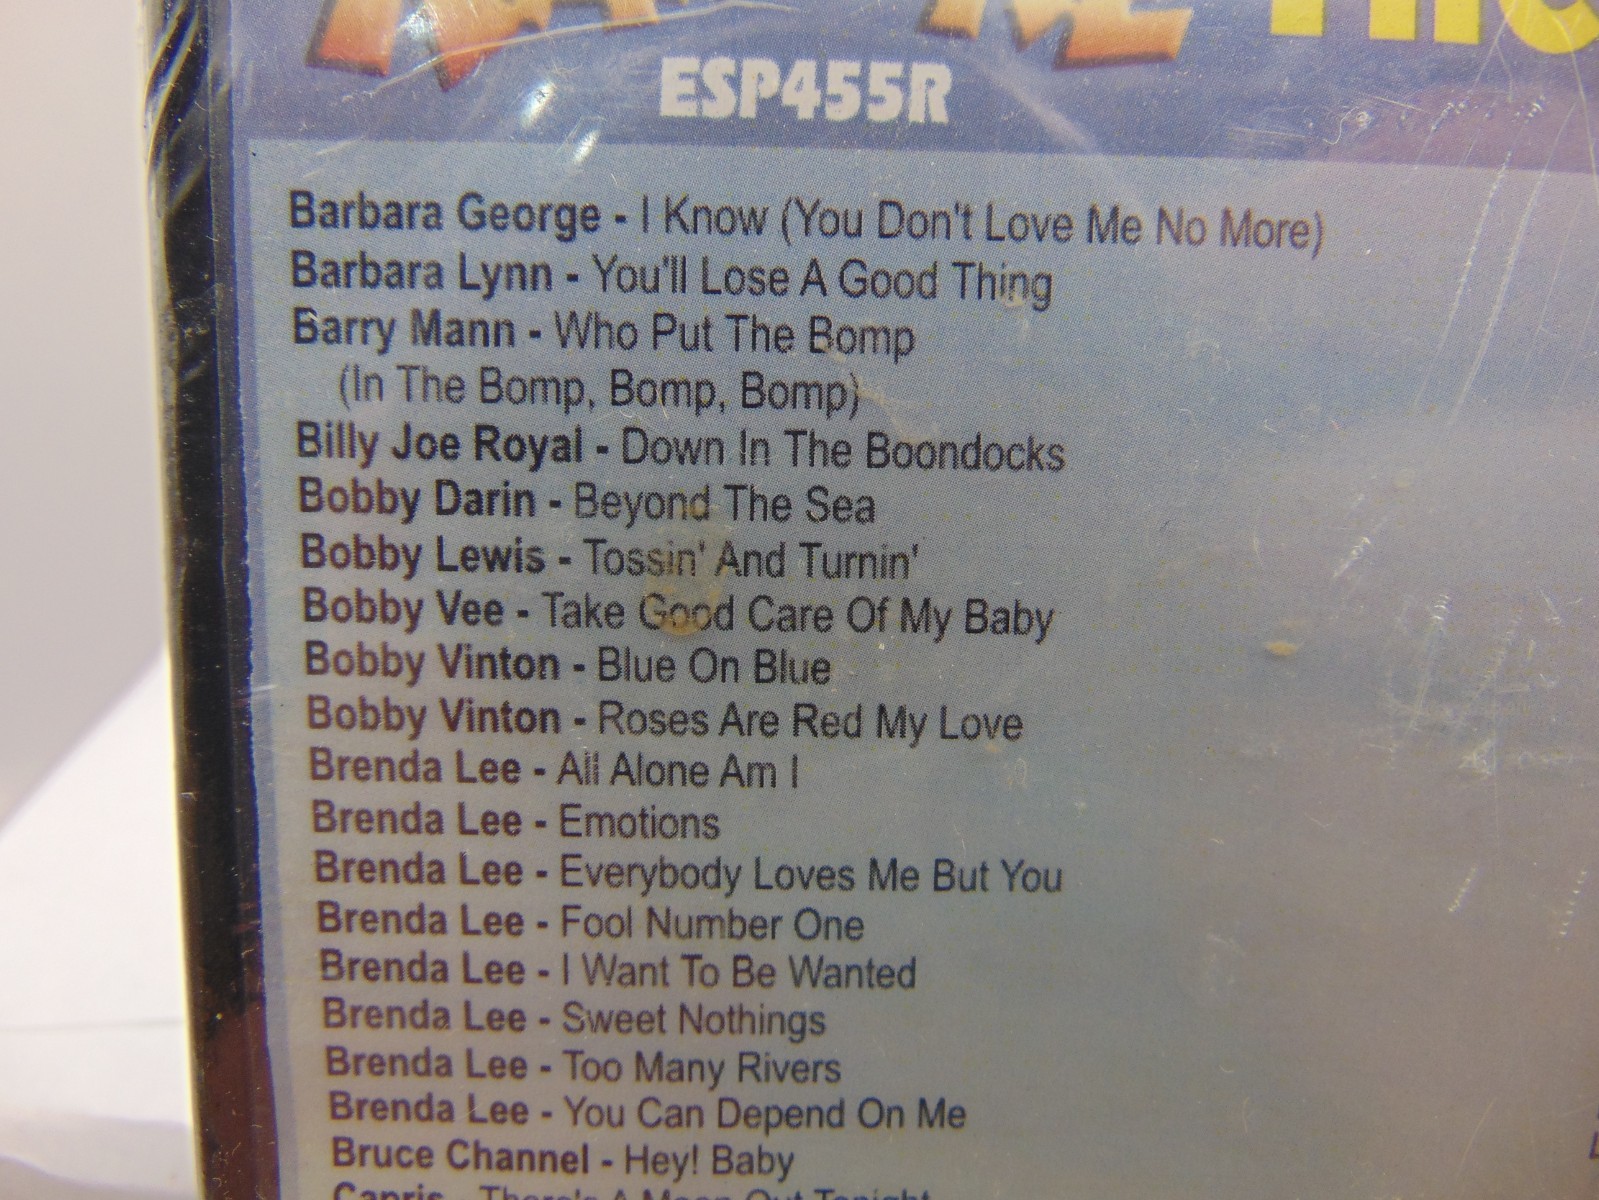 ESP455R
Barbara George - I Know (You Don't Love Me No More)
Barbara Lynn - You'll Lose A Good Thing
Barry Mann - Who Put The Bomp
(In The Bomp, Bomp, Bomp)
Billy Joe Royal - Down In The Boondocks
Bobby Darin - Beyond The Sea
Bobby Lewis - Tossin' And Turnin'
Bobby Vee - Take Good Care Of My Baby
Bobby Vinton - Blue On Blue
Bobby Vinton - Roses Are Red My Love
Brenda Lee - All Alone Am I
Brenda Lee - Emotions
Brenda Lee - Everybody Loves Me But You
Brenda Lee - Fool Number One
Brenda Lee - I Want To Be Wanted
Brenda Lee - Sweet Nothings
Brenda Lee - Too Many Rivers
Brenda Lee - You Can Depend On Me
Bruce Channel - Hey! Baby
Capris - There's A Moon Out Tonight